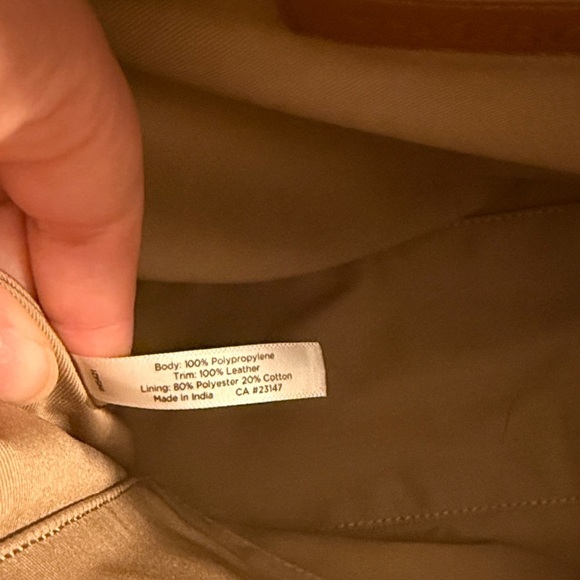 Body: 100% Polypropylene
Trim: 100% Leather
Lining: 80% Polyester 20% Cotton
Made in India CA #23147